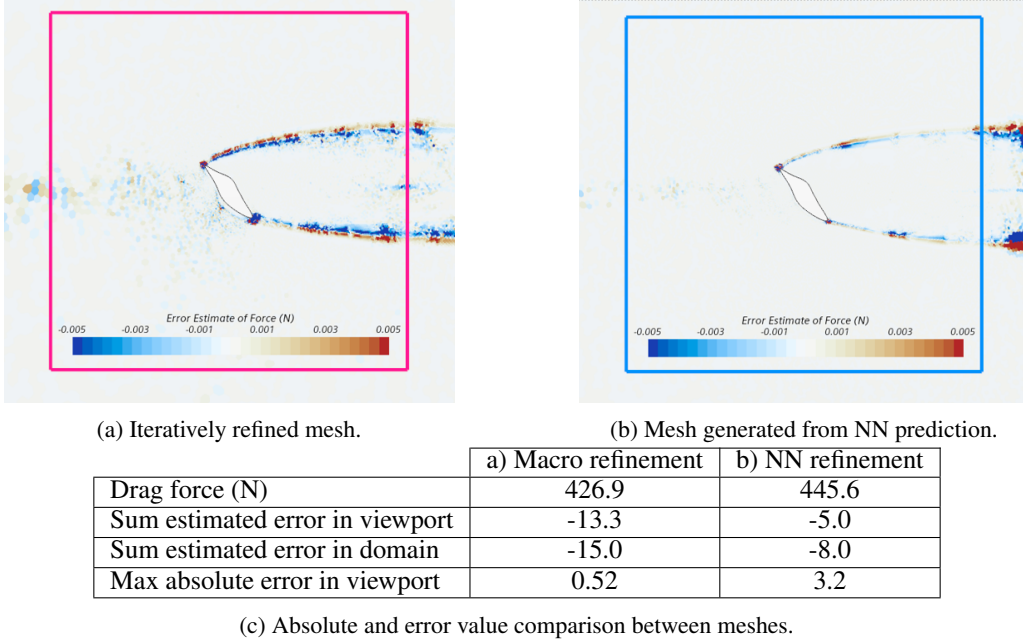 Error Estimate of Force (N)
-0.005 -0.003 -0.001 0.001 0.003 0.005
Error Estimate of Force (N)
-0.005 -0.003 -0.001 0.001 0.003 0.005
(a) Iteratively refined mesh.
(b) Mesh generated from NN prediction.
a) Macro refinement b) NN refinement
Drag force (N) 426.9 445.6
Sum estimated error in viewport -13.3 -5.0
Sum estimated error in domain -15.0 -8.0
Max absolute error in viewport 0.52 3.2
(c) Absolute and error value comparison between meshes.